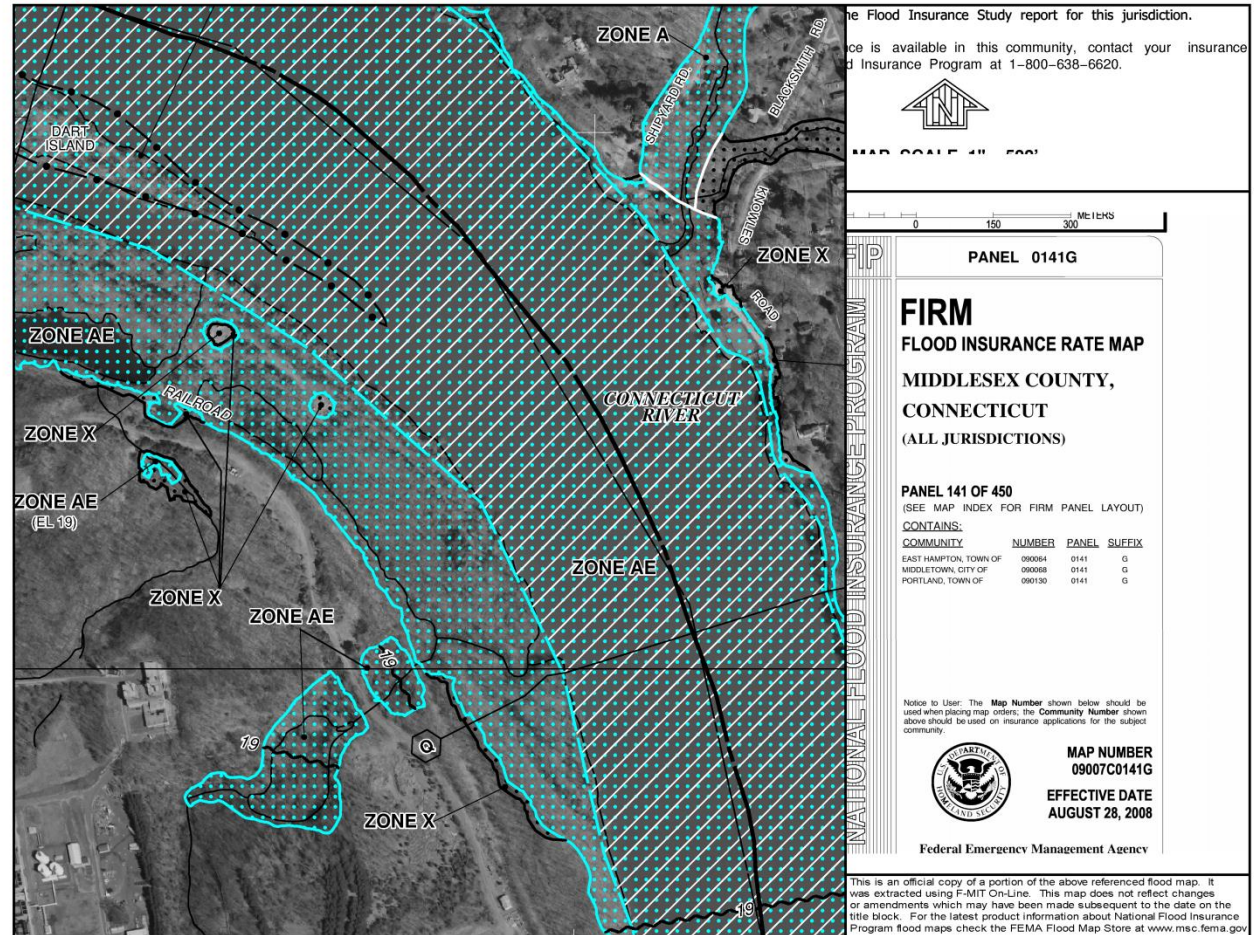 ZONE A
SHIPYARD RD.
BLACKSMITH RD.
DART
ISLAND
KNOWLES
ROAD
ZONE X
ZONE AE
RAILROAD
CONNECTICUT
RIVER
ZONE X
ZONE AE
(EL 19)
ZONE AE
ZONE X
ZONE AE
19
19
Q
ZONE X
19
Flood Insurance Study report for this jurisdiction.
is available in this community, contact your insurance
Insurance Program at 1-800-638-6620.
N
METERS
0 150 300
NATIONAL FLOOD INSURANCE PROGRAM
PANEL 0141G
FIRM
FLOOD INSURANCE RATE MAP
MIDDLESEX COUNTY,
CONNECTICUT
(ALL JURISDICTIONS)
PANEL 141 OF 450
(SEE MAP INDEX FOR FIRM PANEL LAYOUT)
CONTAINS:
COMMUNITY NUMBER PANEL SUFFIX
EAST HAMPTON, TOWN OF 090064 0141 G
MIDDLETOWN, CITY OF 090068 0141 G
PORTLAND, TOWN OF 090130 0141 G
Notice to User: The Map Number shown below should be
used when placing map orders; the Community Number shown
above should be used on insurance applications for the subject
community.
U.S. DEPARTMENT OF
HOMELAND SECURITY
MAP NUMBER
09007C0141G
EFFECTIVE DATE
AUGUST 28, 2008
Federal Emergency Management Agency
This is an official copy of a portion of the above referenced flood map. It
was extracted using F-MIT On-Line. This map does not reflect changes
or amendments which may have been made subsequent to the date on the
title block. For the latest product information about National Flood Insurance
Program flood maps check the FEMA Flood Map Store at www.msc.fema.gov